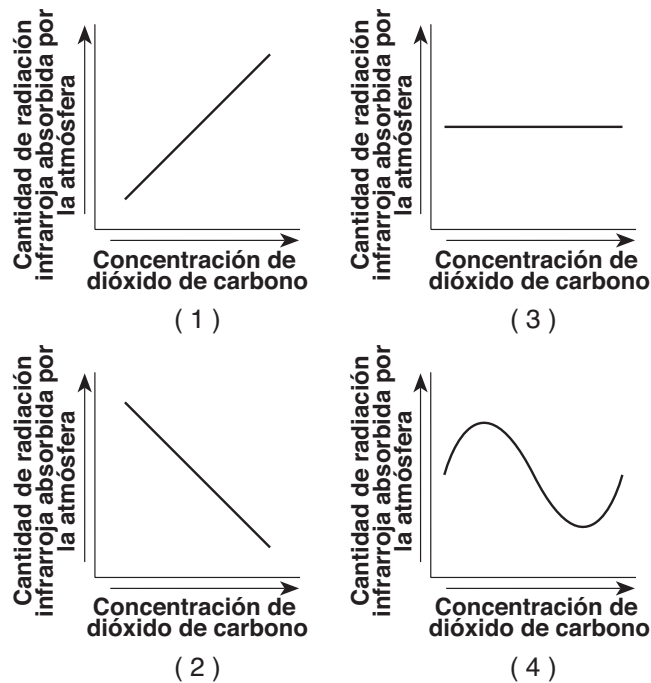 Cantidad de radiación
infrarroja absorbida por
la atmósfera
Concentración de
dióxido de carbono
( 1 )
Cantidad de radiación
infrarroja absorbida por
la atmósfera
Concentración de
dióxido de carbono
( 3 )
Cantidad de radiación
infrarroja absorbida por
la atmósfera
Concentración de
dióxido de carbono
( 2 )
Cantidad de radiación
infrarroja absorbida por
la atmósfera
Concentración de
dióxido de carbono
( 4 )